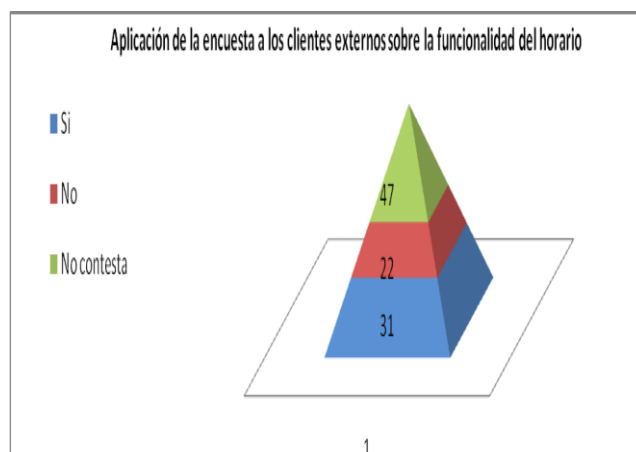 Aplicación de la encuesta a los clientes externos sobre la funcionalidad del horario
Si
No
No contesta
47
22
31
1